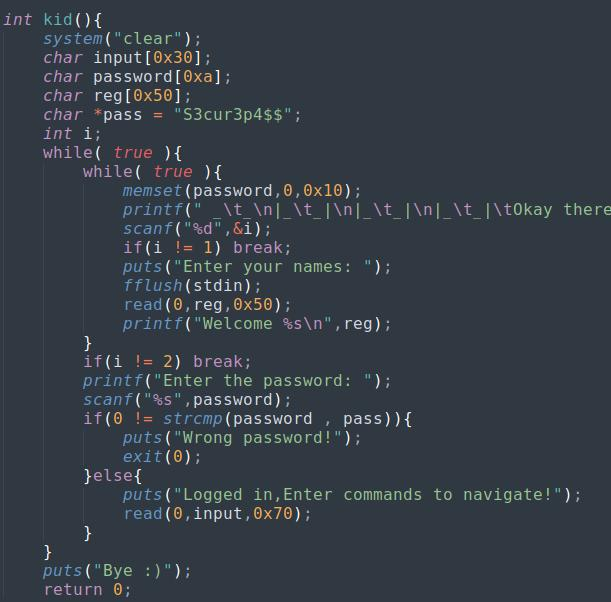 int kid(){
system("clear");
char input[0x30];
char password[0xa];
char reg[0x50];
char *pass = "S3cur3p4$$";
int i;
while( true ){
while( true ){
memset(password,0,0x10);
printf(" _\t_\n|_\t_|\n|_\t_|\n|_\t_|\tOkay there
scanf("%d",&i);
if(i != 1) break;
puts("Enter your names: ");
fflush(stdin);
read(0,reg,0x50);
printf("Welcome %s\n",reg);
}
if(i != 2) break;
printf("Enter the password: ");
scanf("%s",password);
if(0 != strcmp(password , pass)){
puts("Wrong password!");
exit(0);
}else{
puts("Logged in,Enter commands to navigate!");
read(0,input,0x70);
}
}
puts("Bye :)");
return 0;